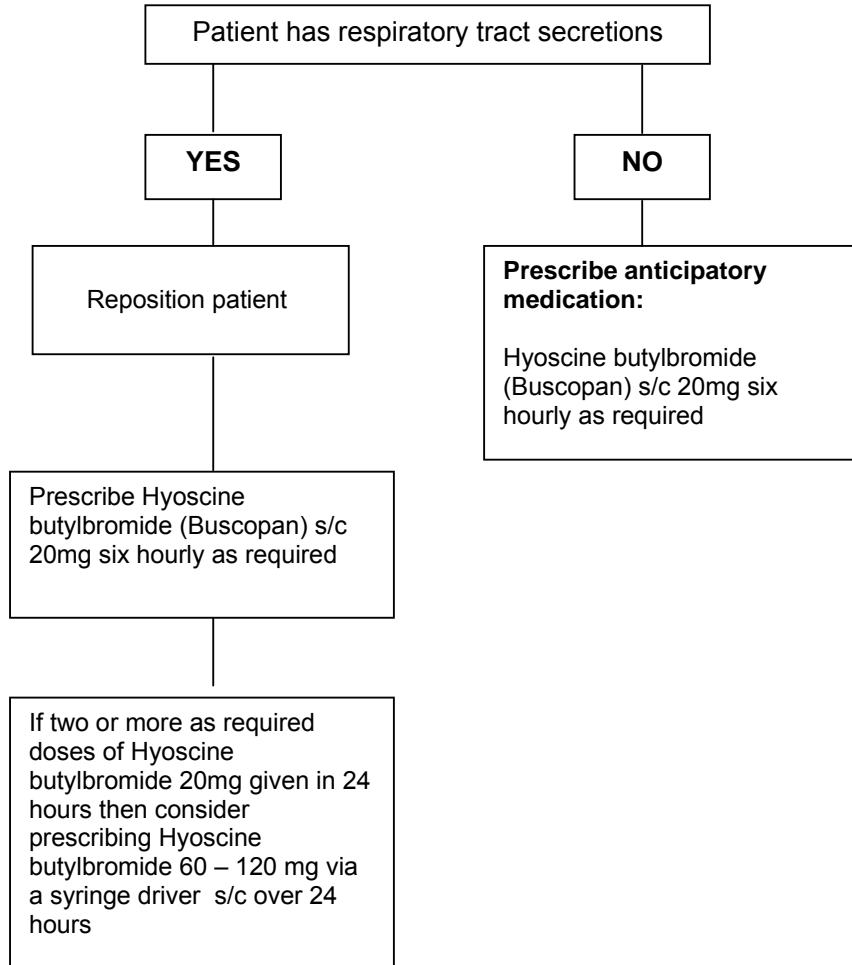 Patient has respiratory tract secretions
YES
NO
Reposition patient
Prescribe anticipatory
medication:
Hyoscine butylbromide
(Buscopan) s/c 20mg six
hourly as required
Prescribe Hyoscine
butylbromide (Buscopan) s/c
20mg six hourly as required
If two or more as required
doses of Hyoscine
butylbromide 20mg given in 24
hours then consider
prescribing Hyoscine
butylbromide 60 – 120 mg via
a syringe driver  s/c over 24
hours